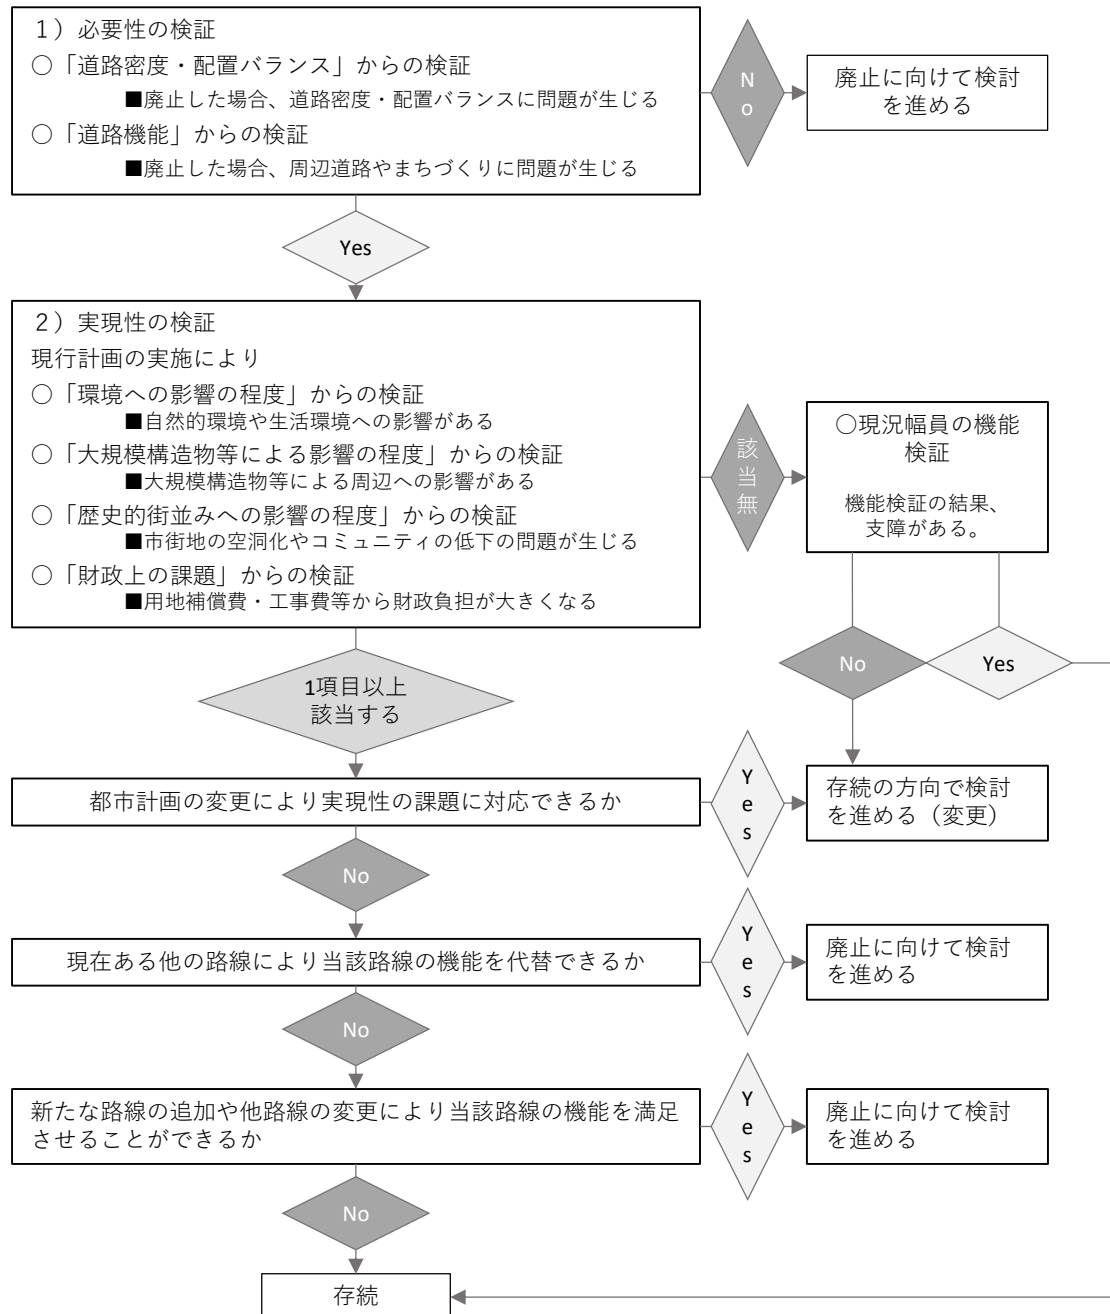 １）必要性の検証
○「道路密度・配置バランス」からの検証
■廃止した場合、道路密度・配置バランスに問題が生じる
○「道路機能」からの検証
■廃止した場合、周辺道路やまちづくりに問題が生じる
No
廃止に向けて検討
を進める
Yes
２）実現性の検証
現行計画の実施により
○「環境への影響の程度」からの検証
■自然的環境や生活環境への影響がある
○「大規模構造物等による影響の程度」からの検証
■大規模構造物等による周辺への影響がある
○「歴史的街並みへの影響の程度」からの検証
■市街地の空洞化やコミュニティの低下の問題が生じる
○「財政上の課題」からの検証
■用地補償費・工事費等から財政負担が大きくなる
該当無
○現況幅員の機能
検証
機能検証の結果、
支障がある。
No
Yes
1項目以上
該当する
都市計画の変更により実現性の課題に対応できるか
Yes
存続の方向で検討
を進める（変更）
No
現在ある他の路線により当該路線の機能を代替できるか
Yes
廃止に向けて検討
を進める
No
新たな路線の追加や他路線の変更により当該路線の機能を満足
させることができるか
Yes
廃止に向けて検討
を進める
No
存続